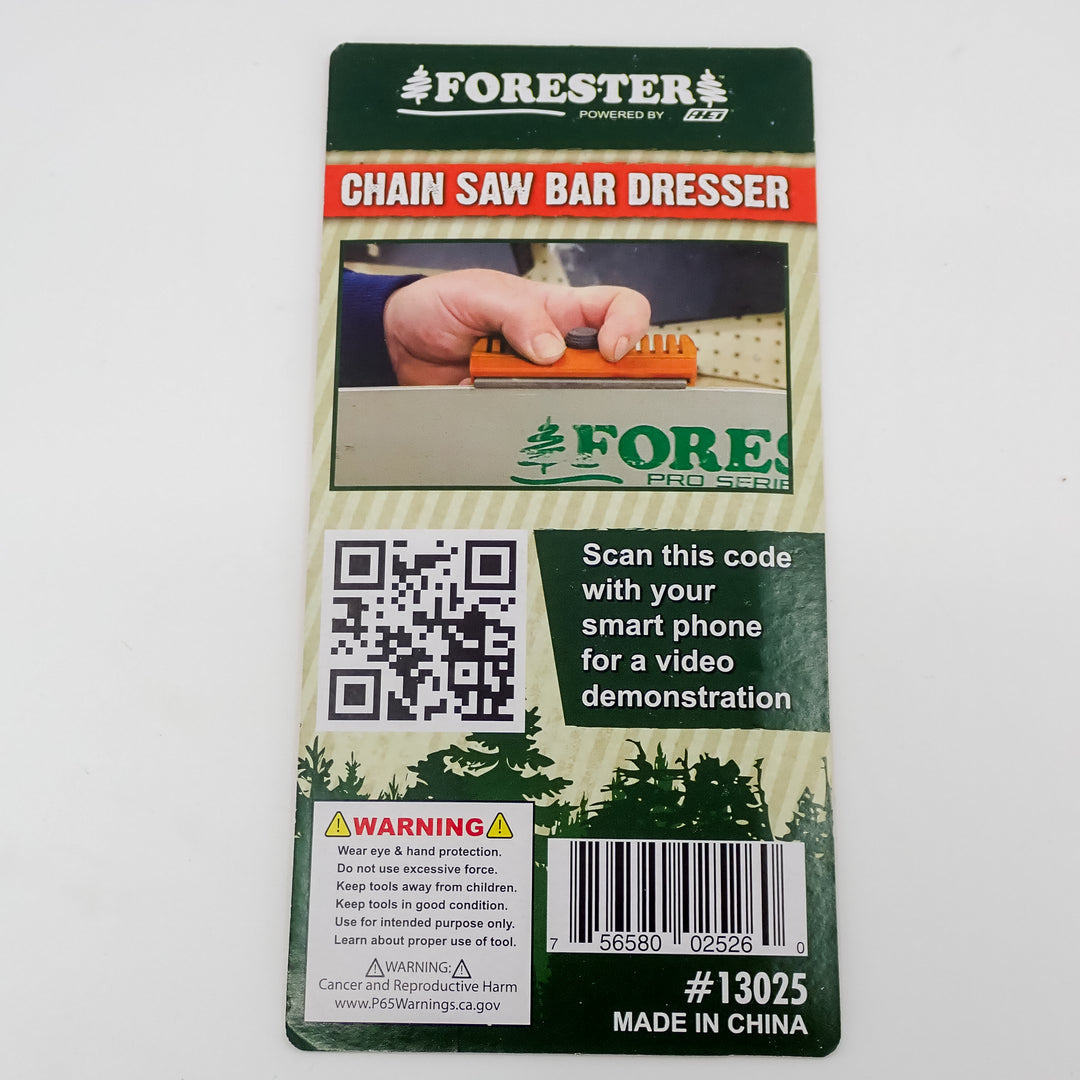 FORESTER™
POWERED BY
CHAIN SAW BAR DRESSER
FORES
PRO SERIE
Scan this code
with your
smart phone
for a video
demonstration
WARNING
Wear eye & hand protection.
Do not use excessive force.
Keep tools away from children.
Keep tools in good condition.
Use for intended purpose only.
Learn about proper use of tool.
WARNING:
Cancer and Reproductive Harm
www.P65Warnings.ca.gov
7 56580 02526 0
#13025
MADE IN CHINA